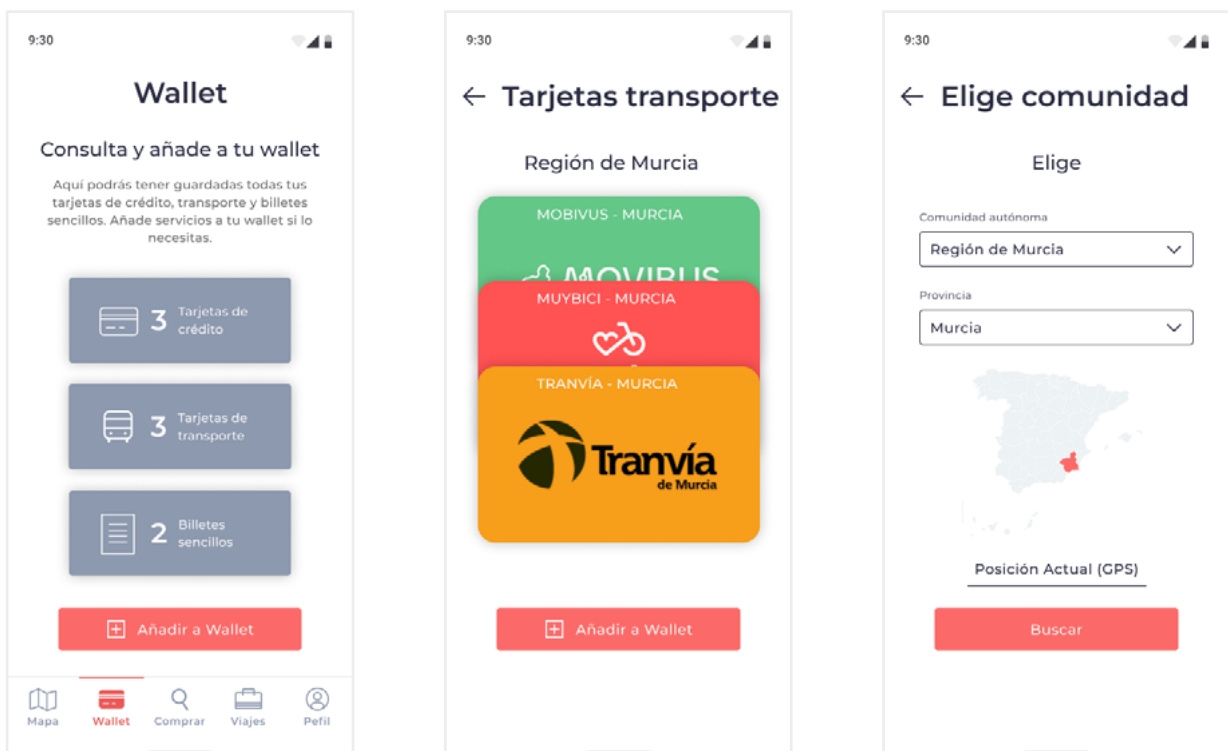 9:30
Wallet
Consulta y añade a tu wallet
Aquí podrás tener guardadas todas tus
tarjetas de crédito, transporte y billetes
sencillos. Añade servicios a tu wallet si lo
necesitas.
3 Tarjetas de
crédito
3 Tarjetas de
transporte
2 Billetes
sencillos
Añadir a Wallet
Mapa Wallet Comprar Viajes Pefil
9:30
Tarjetas transporte
Región de Murcia
MOBIVUS - MURCIA
MOVIBUS
MUYBICI - MURCIA
TRANVÍA - MURCIA
Tranvía
de Murcia
Añadir a Wallet
9:30
Elige comunidad
Elige
Comunidad autónoma
Región de Murcia
Provincia
Murcia
Posición Actual (GPS)
Buscar